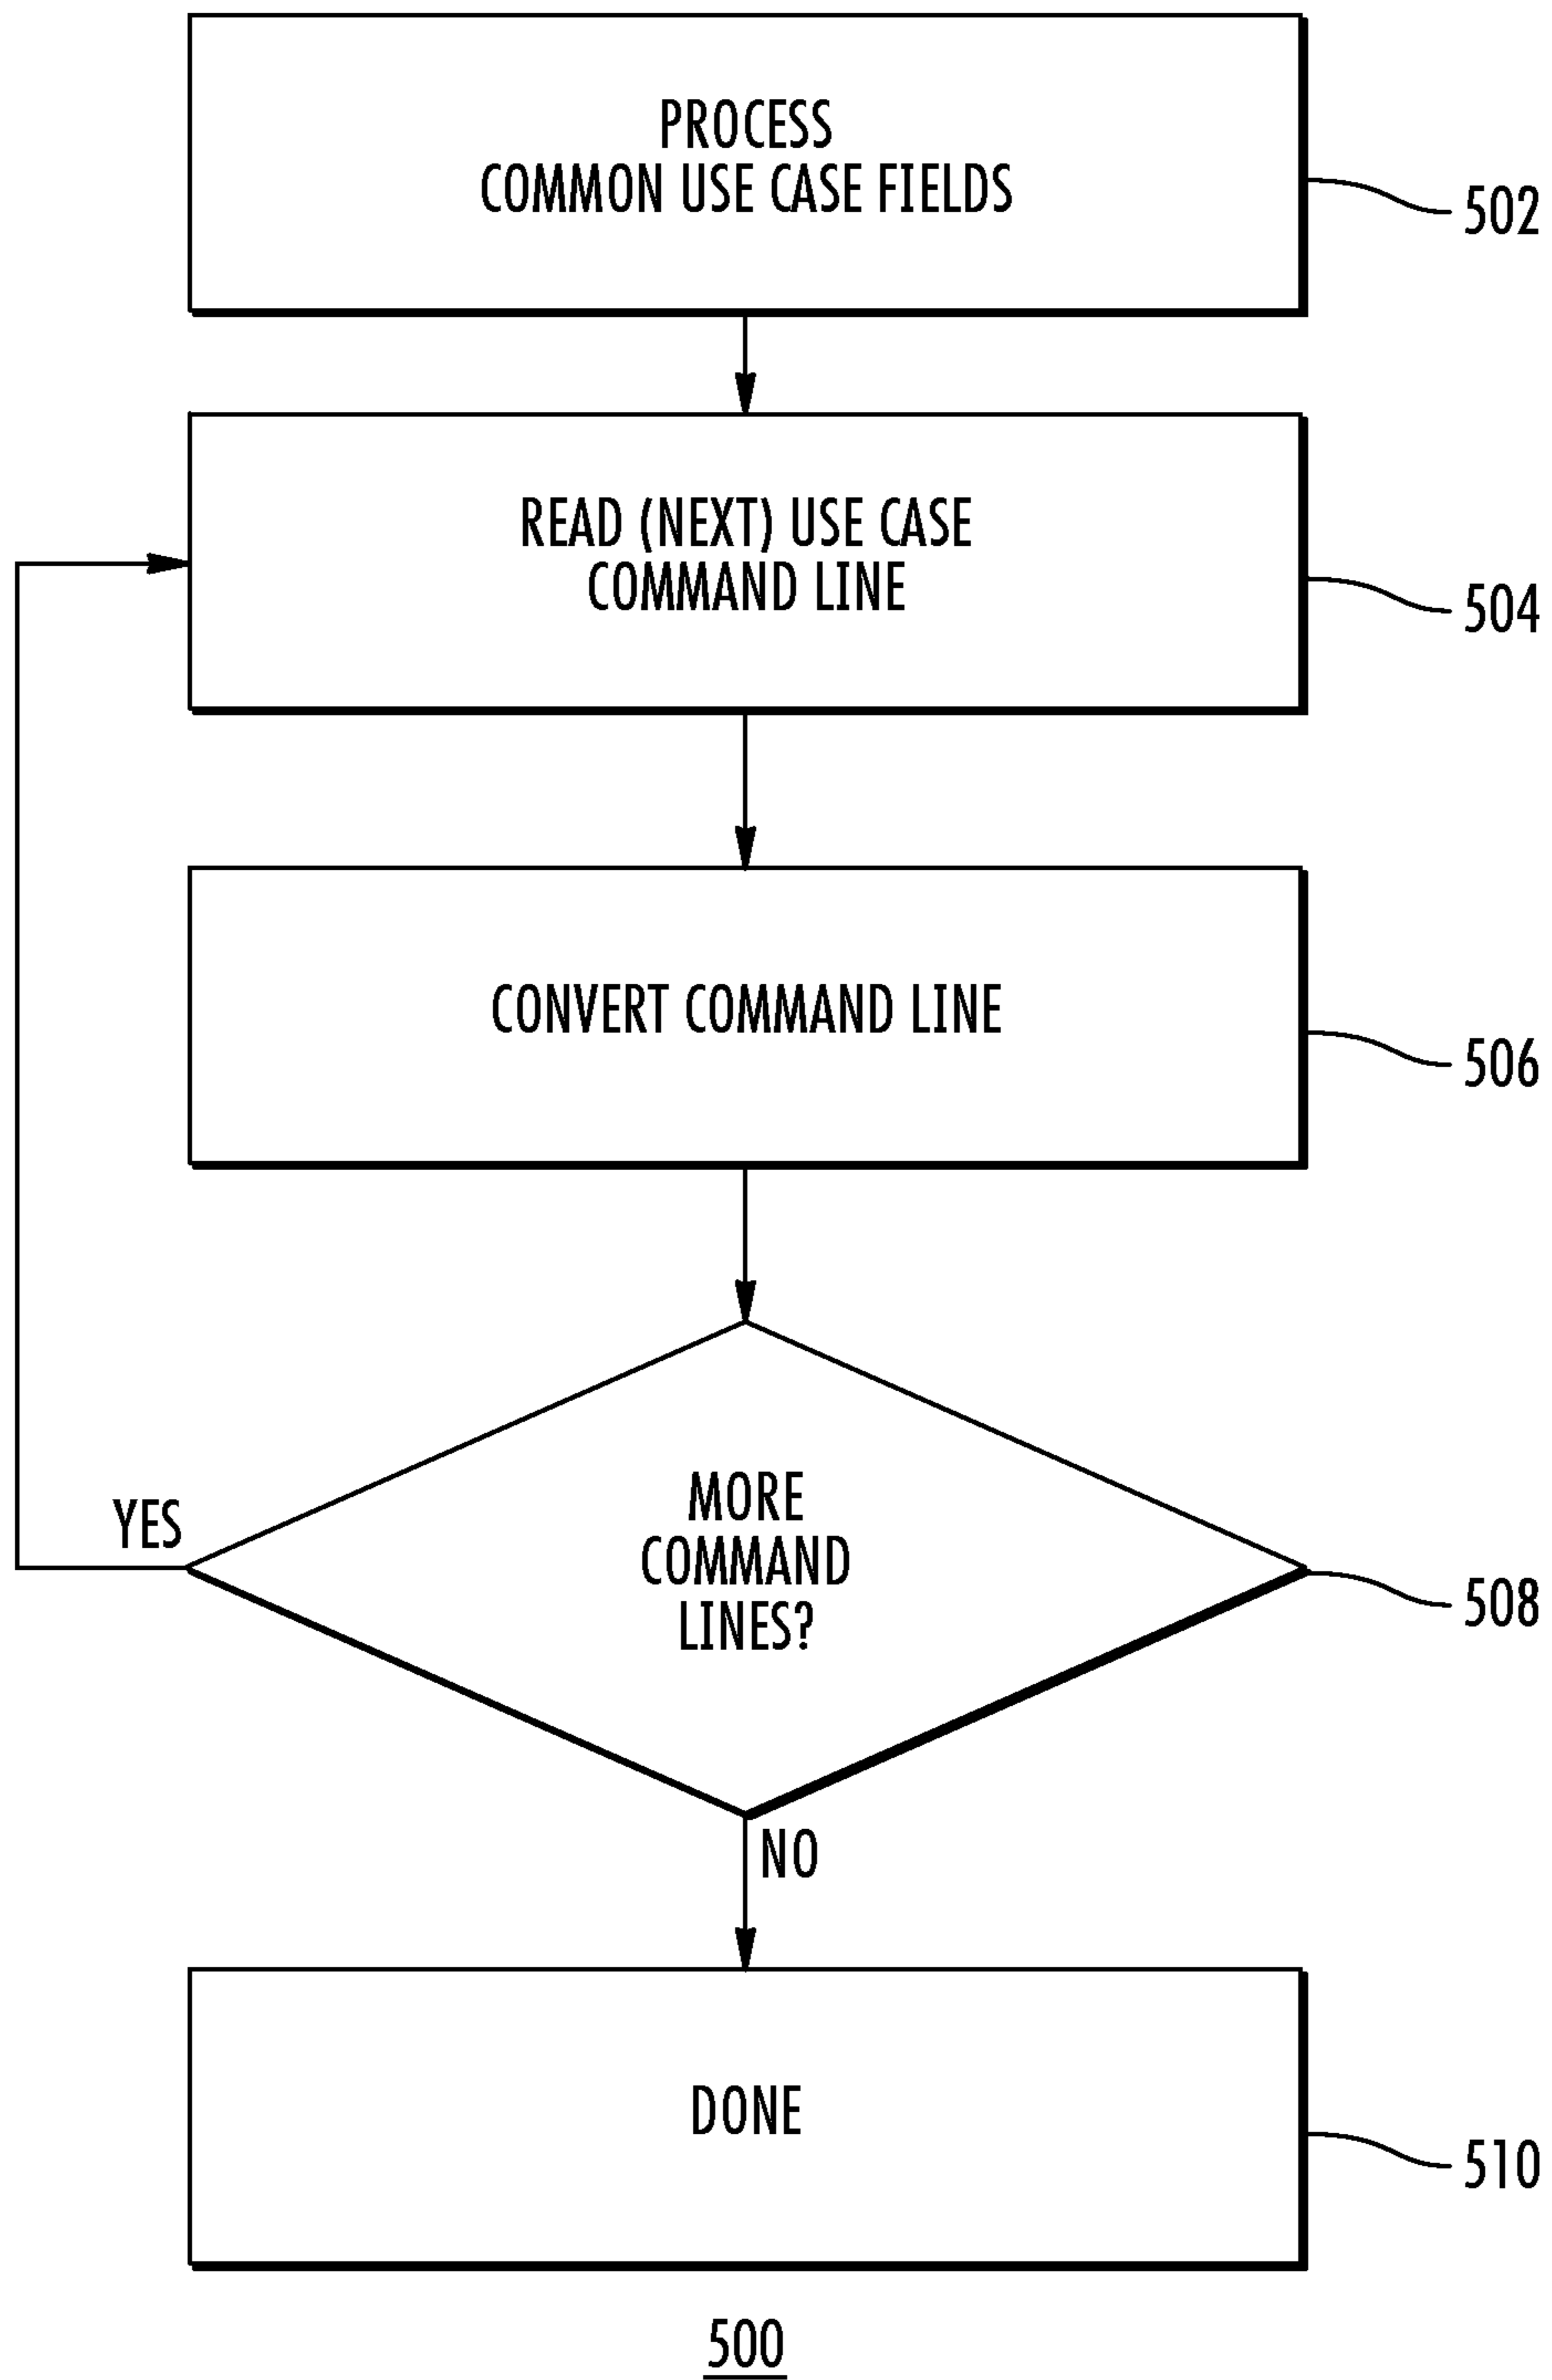 PROCESS
COMMON USE CASE FIELDS
502
READ (NEXT) USE CASE
COMMAND LINE
504
CONVERT COMMAND LINE
506
MORE
COMMAND
LINES?
YES
508
NO
DONE
510
500